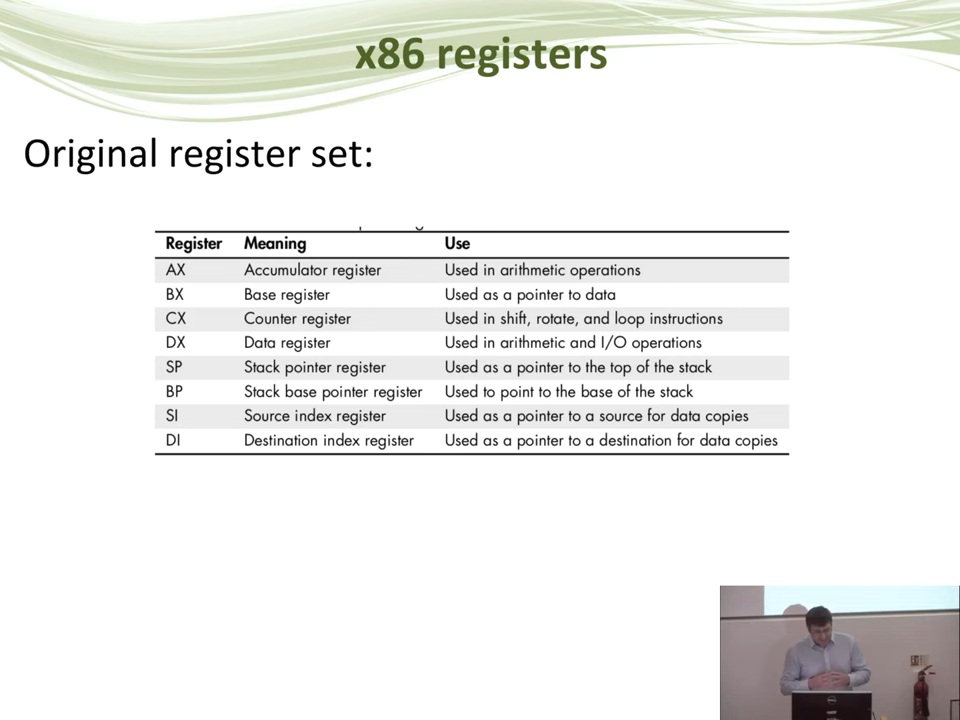 x86 registers
Original register set:
Register Meaning Use
AX Accumulator register Used in arithmetic operations
BX Base register Used as a pointer to data
CX Counter register Used in shift, rotate, and loop instructions
DX Data register Used in arithmetic and I/O operations
SP Stack pointer register Used as a pointer to the top of the stack
BP Stack base pointer register Used to point to the base of the stack
SI Source index register Used as a pointer to a source for data copies
DI Destination index register Used as a pointer to a destination for data copies